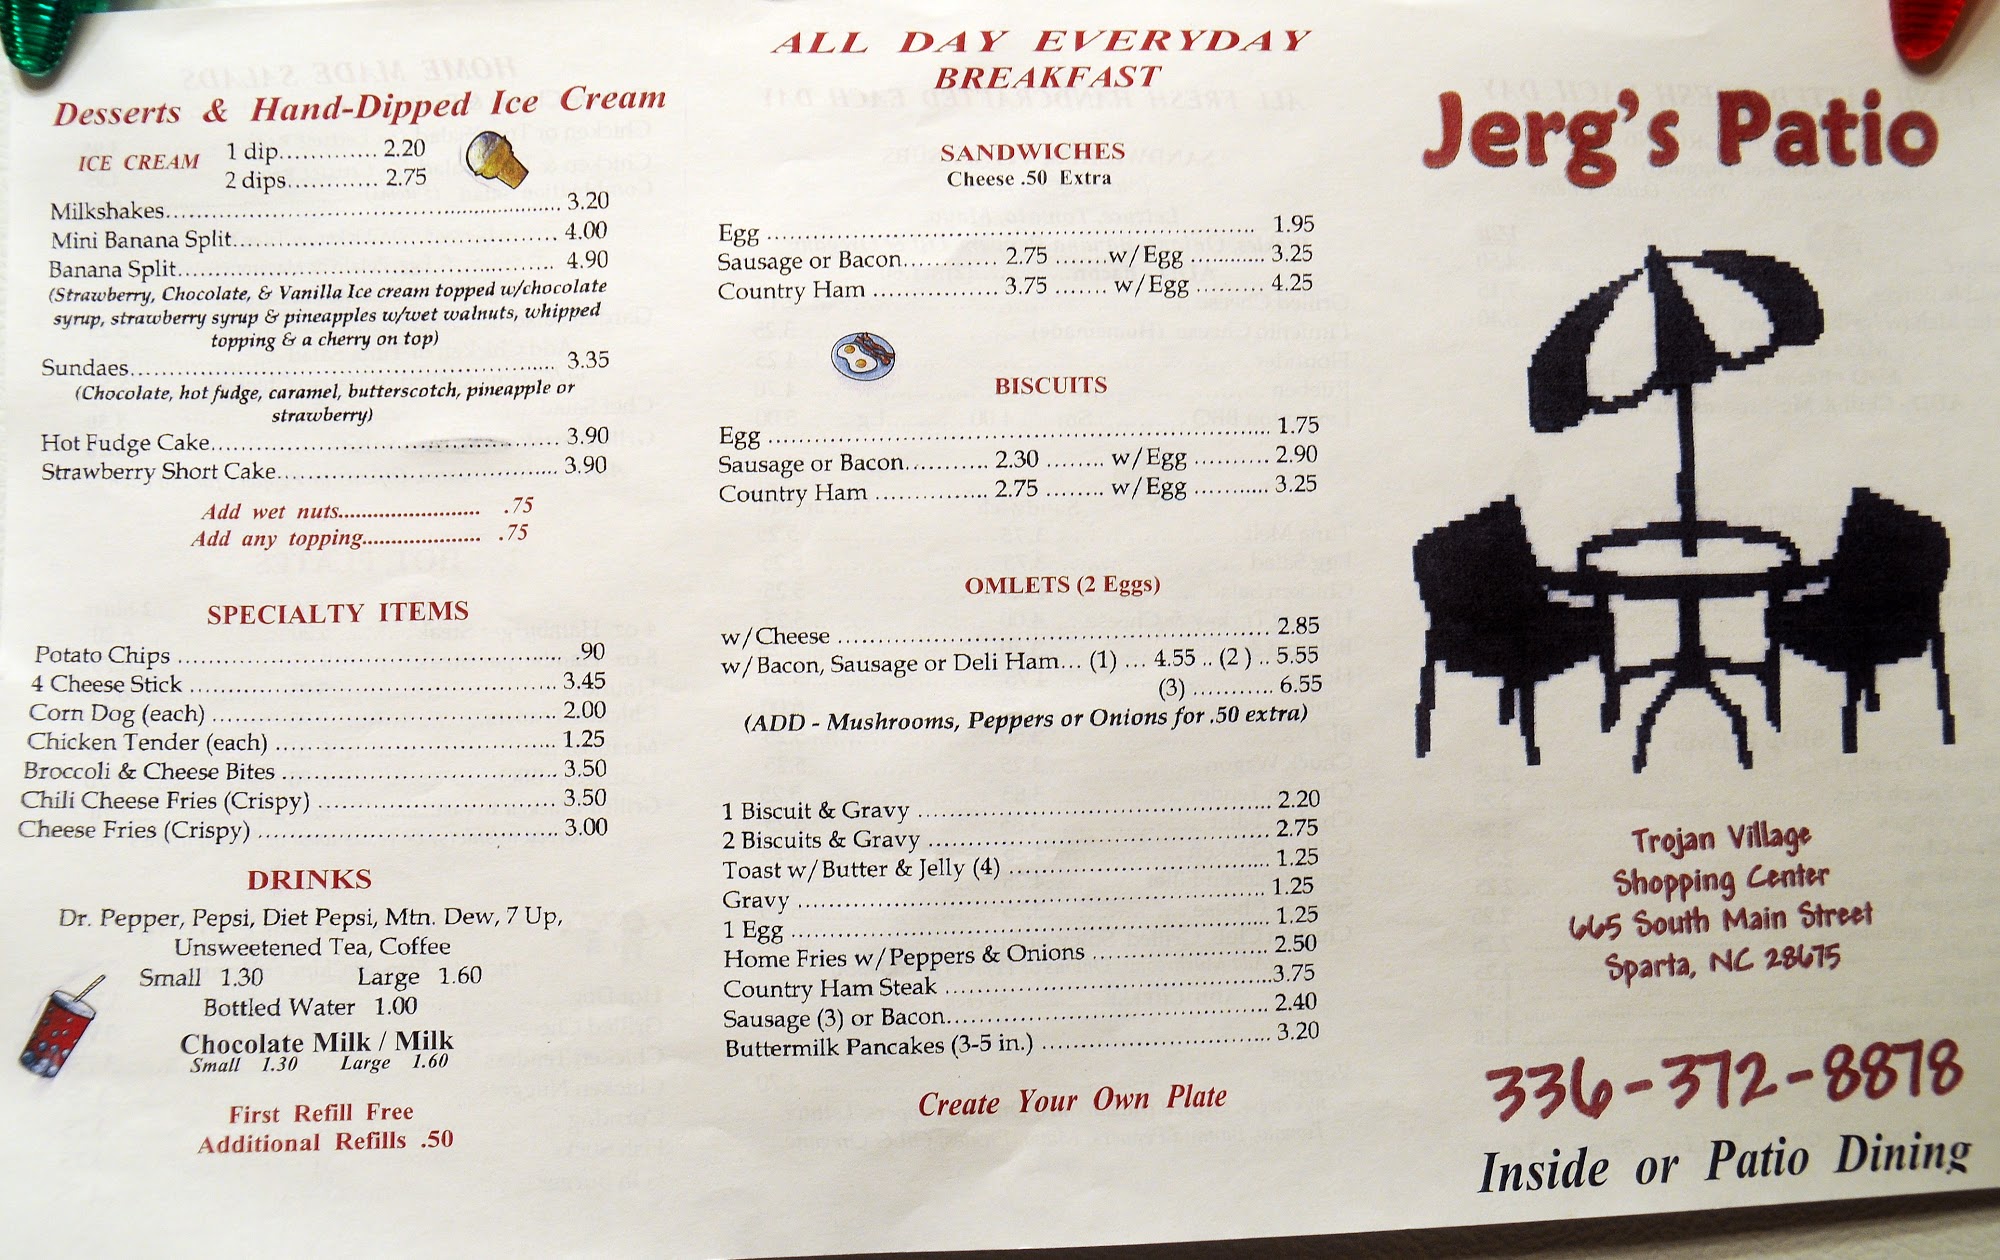 Desserts & Hand-Dipped Ice Cream
ICE CREAM
1 dip............. 2.20
2 dips............ 2.75
Milkshakes.................................................... 3.20
Mini Banana Split........................................... 4.00
Banana Split.................................................. 4.90
(Strawberry, Chocolate, & Vanilla Ice cream topped w/chocolate
syrup, strawberry syrup & pineapples w/wet walnuts, whipped
topping & a cherry on top)
Sundaes......................................................... 3.35
(Chocolate, hot fudge, caramel, butterscotch, pineapple or
strawberry)
Hot Fudge Cake.............................................. 3.90
Strawberry Short Cake..................................... 3.90
Add wet nuts........................ .75
Add any topping.................... .75
SPECIALTY ITEMS
Potato Chips .................................................. .90
4 Cheese Stick ................................................ 3.45
Corn Dog (each) ............................................. 2.00
Chicken Tender (each) .................................... 1.25
Broccoli & Cheese Bites ................................... 3.50
Chili Cheese Fries (Crispy) ............................... 3.50
Cheese Fries (Crispy) ....................................... 3.00
DRINKS
Dr. Pepper, Pepsi, Diet Pepsi, Mtn. Dew, 7 Up,
Unsweetened Tea, Coffee
Small 1.30 Large 1.60
Bottled Water 1.00
Chocolate Milk / Milk
Small 1.30 Large 1.60
First Refill Free
Additional Refills .50
ALL DAY EVERYDAY
BREAKFAST
SANDWICHES
Cheese .50 Extra
Egg ................................................................ 1.95
Sausage or Bacon............ 2.75 .......w/Egg ............ 3.25
Country Ham ................ 3.75 ....... w/Egg ......... 4.25
BISCUITS
Egg ................................................................ 1.75
Sausage or Bacon........... 2.30 ........ w/Egg .......... 2.90
Country Ham .............. 2.75 ........ w/Egg ........... 3.25
OMLETS (2 Eggs)
w/Cheese ....................................................... 2.85
w/Bacon, Sausage or Deli Ham... (1) ... 4.55 .. (2 ) .. 5.55
(3) ........... 6.55
(ADD - Mushrooms, Peppers or Onions for .50 extra)
1 Biscuit & Gravy ............................................. 2.20
2 Biscuits & Gravy ........................................... 2.75
Toast w/Butter & Jelly (4) .................................. 1.25
Gravy ............................................................ 1.25
1 Egg ............................................................. 1.25
Home Fries w/Peppers & Onions ....................... 2.50
Country Ham Steak .........................................3.75
Sausage (3) or Bacon......................................... 2.40
Buttermilk Pancakes (3-5 in.) ............................. 3.20
Create Your Own Plate
Jerg's Patio
Trojan Village
Shopping Center
665 South Main Street
Sparta, NC 28675
336-372-8878
Inside or Patio Dining